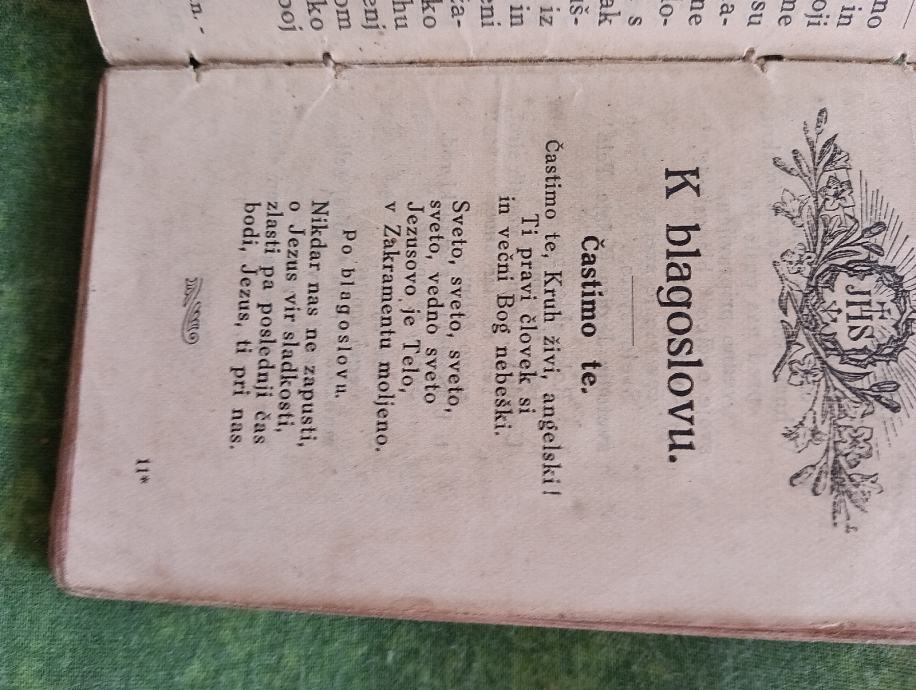 JHS
K blagoslovu.
Častimo te.
Častimo te, Kruh živi, angelski!
Ti pravi človek si
in večni Bog nebeški.
Sveto, sveto, sveto,
sveto, vedno sveto
Jezusovo je Telo,
v Zakramentu moljeno.
Po blagoslovu.
Nikdar nas ne zapusti,
o Jezus vir sladkosti,
zlasti pa poslednji čas
bodi, Jezus, ti pri nas.
11*